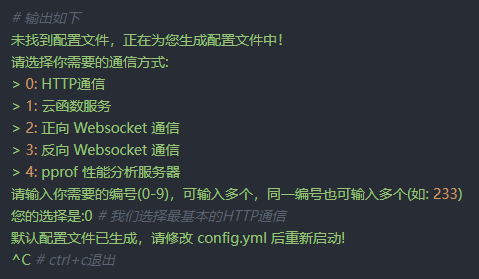 # 输出如下
未找到配置文件，正在为您生成配置文件中！
请选择你需要的通信方式:
> 0: HTTP通信
> 1: 云函数服务
> 2: 正向 Websocket 通信
> 3: 反向 Websocket 通信
> 4: pprof 性能分析服务器
请输入你需要的编号(0-9)，可输入多个，同一编号也可输入多个(如: 233)
您的选择是:0 # 我们选择最基本的HTTP通信
默认配置文件已生成，请修改 config.yml 后重新启动!
^C # ctrl+c退出